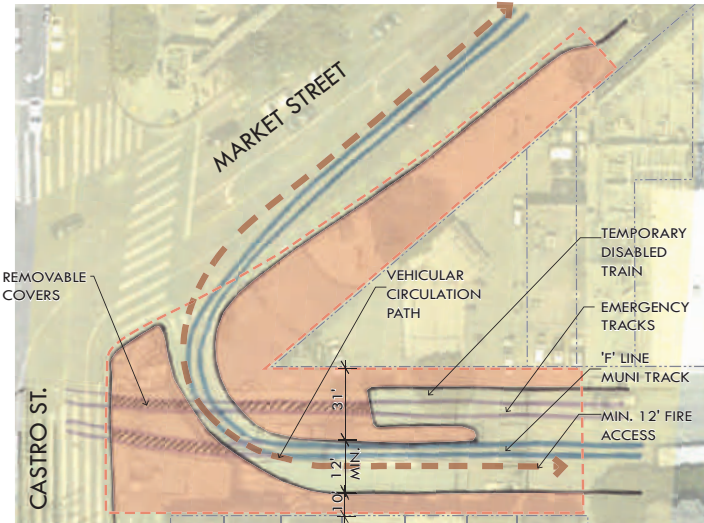 MARKET STREET
REMOVABLE
COVERS
VEHICULAR
CIRCULATION
PATH
TEMPORARY
DISABLED
TRAIN
EMERGENCY
TRACKS
'F' LINE
MUNI TRACK
MIN. 12' FIRE
ACCESS
CASTRO ST.
31'
12'
MIN.
10'